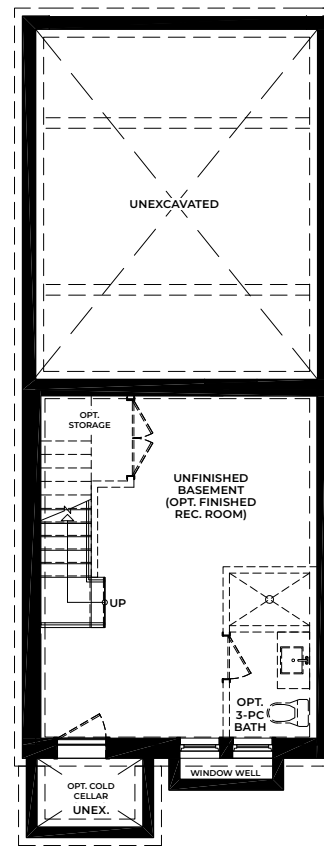 UNEXCAVATED
OPT.
STORAGE
UNFINISHED
BASEMENT
(OPT. FINISHED
REC. ROOM)
UP
OPT.
3-PC
BATH
WINDOW WELL
OPT. COLD
CELLAR
UNEX.